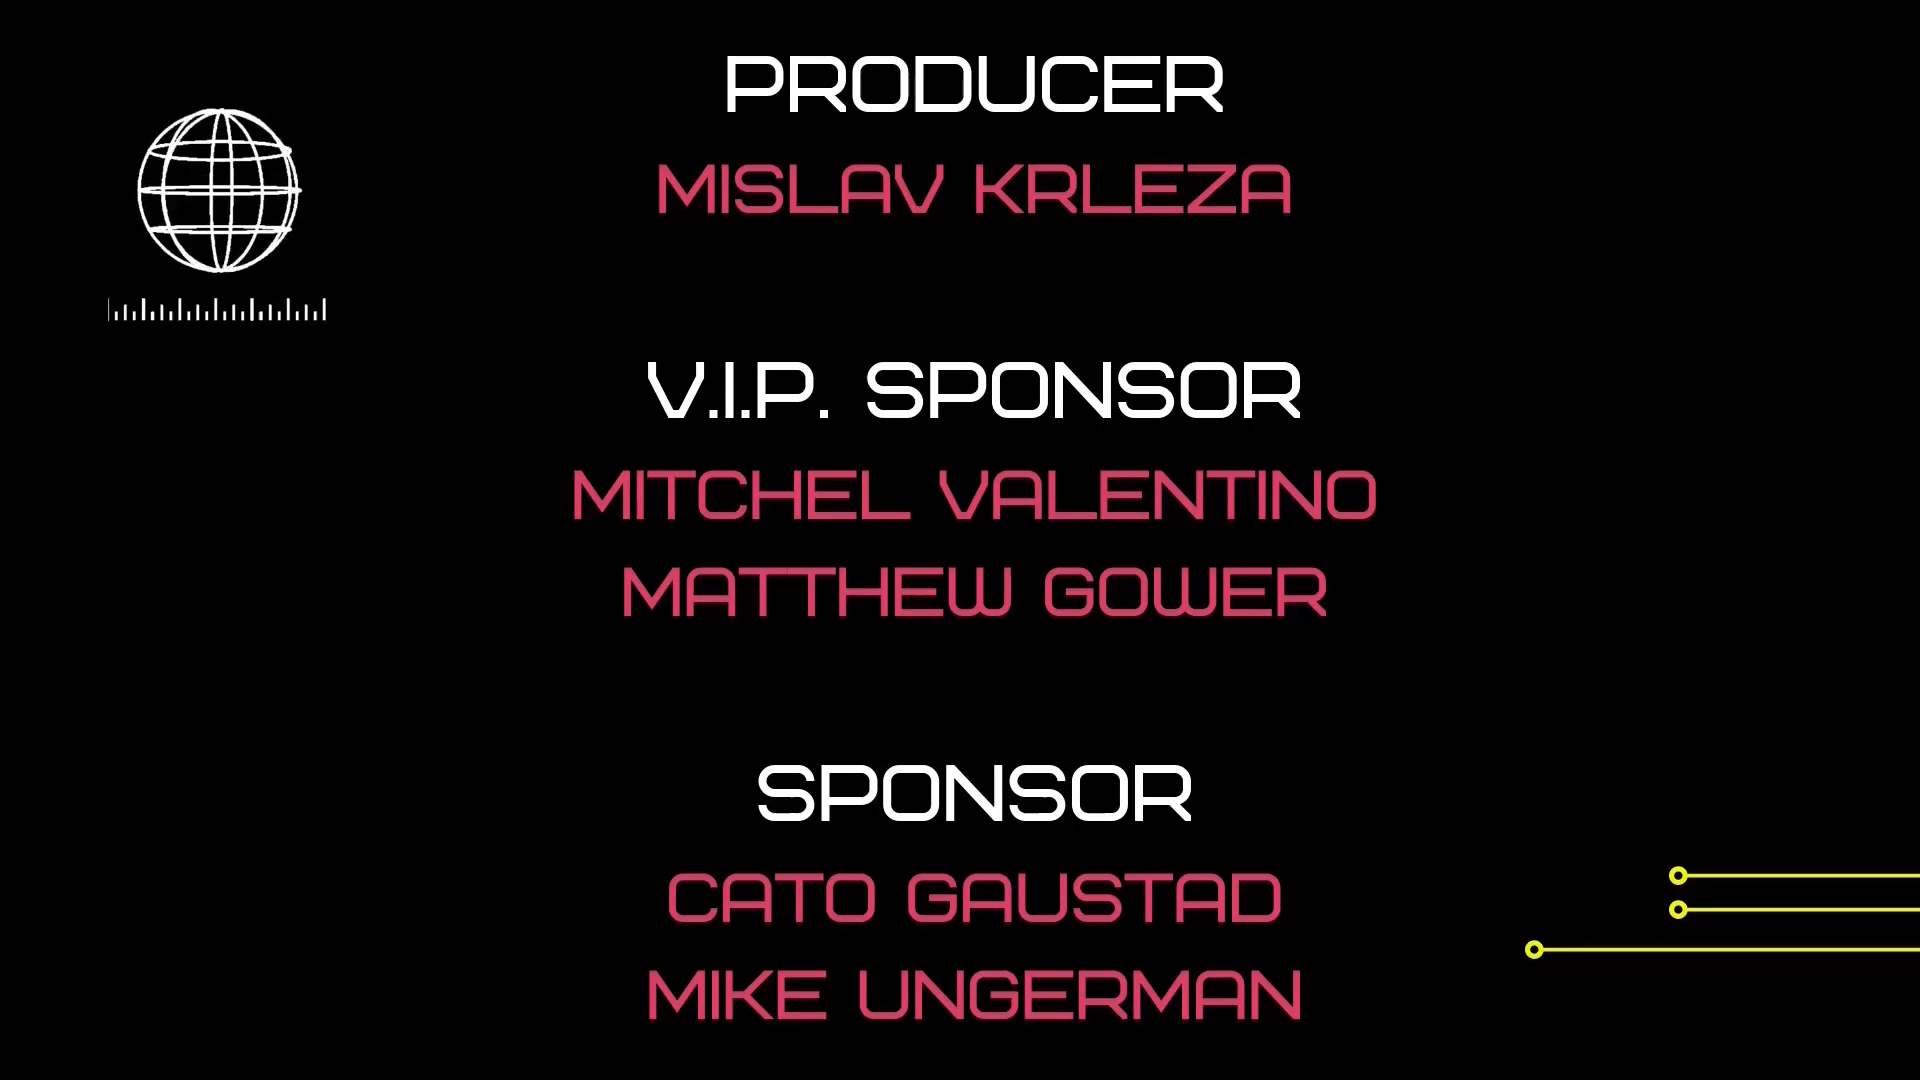 PRODUCER
MISLAV KRLEZA
V.I.P. SPONSOR
MITCHEL VALENTINO
MATTHEW GOWER
SPONSOR
CATO GAUSTAD
MIKE UNGERMAN